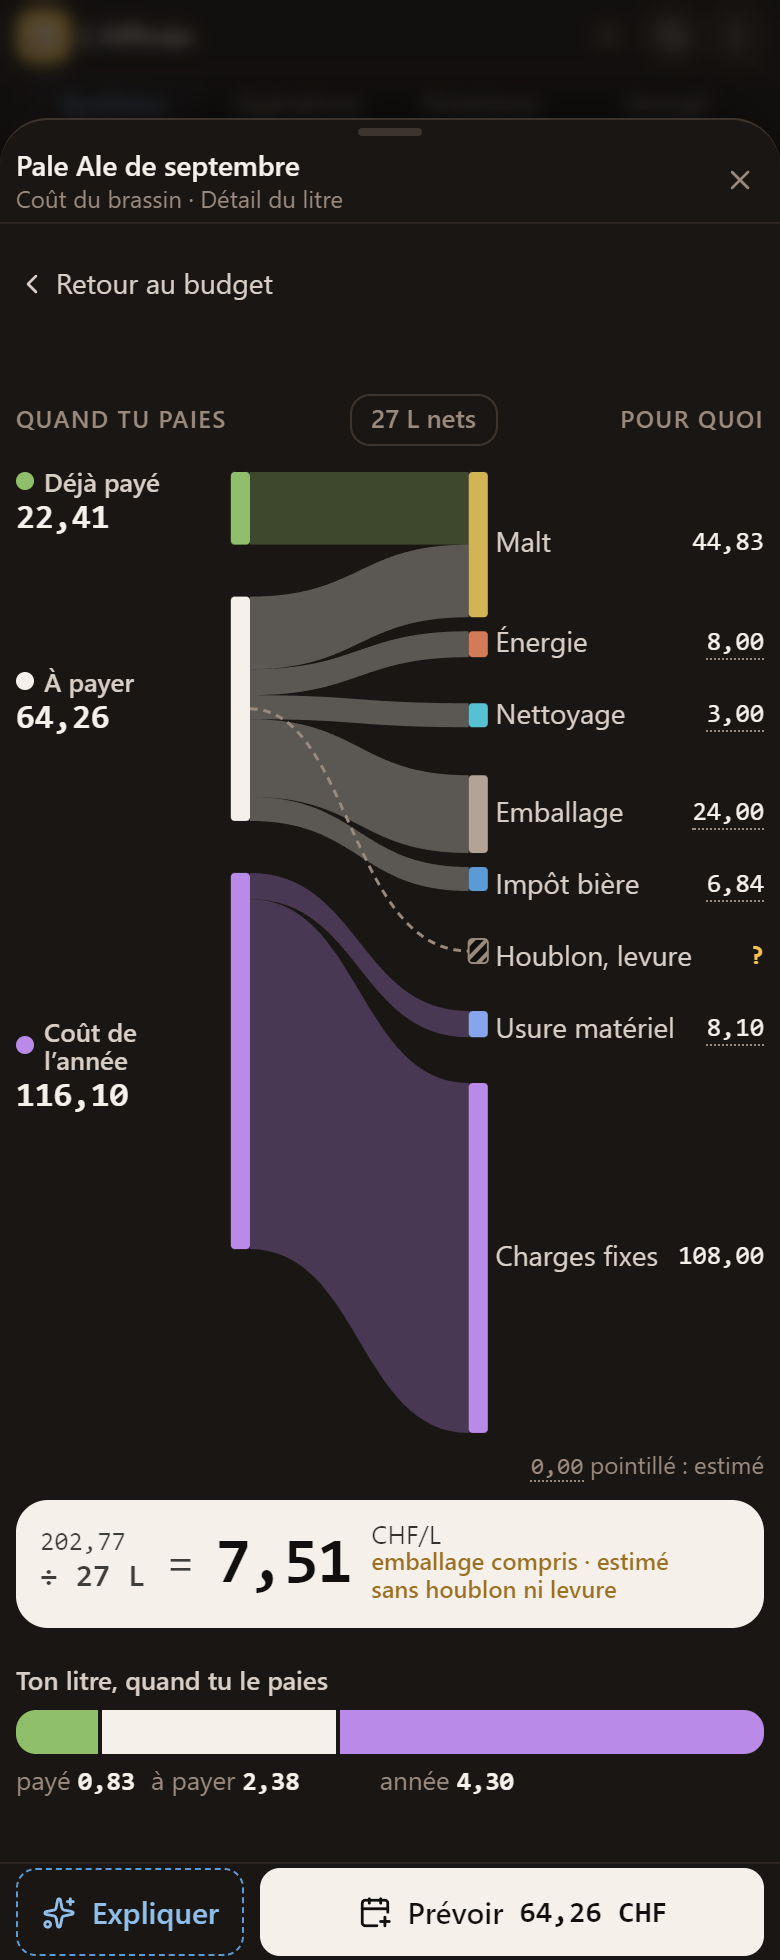 Pale Ale de septembre
Coût du brassin · Détail du litre
Retour au budget
QUAND TU PAIES
27 L nets
POUR QUOI
Déjà payé
22,41
Malt 44,83
Énergie 8,00
À payer
64,26
Nettoyage 3,00
Emballage 24,00
Impôt bière 6,84
Houblon, levure ?
Usure matériel 8,10
Coût de
l’année
116,10
Charges fixes 108,00
0,00 pointillé : estimé
202,77
÷ 27 L
= 7,51
CHF/L
emballage compris · estimé
sans houblon ni levure
Ton litre, quand tu le paies
payé 0,83 à payer 2,38 année 4,30
Expliquer
Prévoir 64,26 CHF